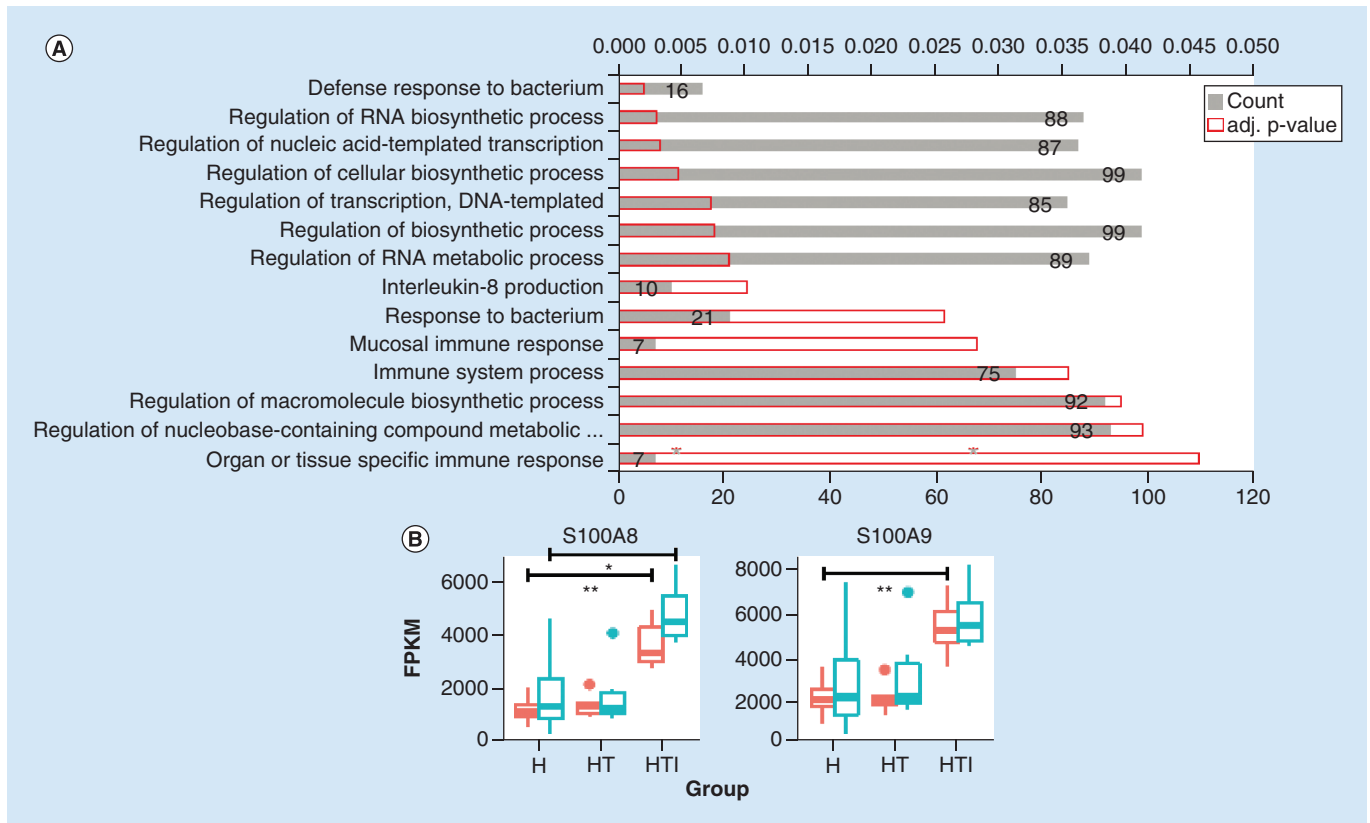 A
0.000 0.005 0.010 0.015 0.020 0.025 0.030 0.035 0.040 0.045 0.050
Count
adj. p-value
Defense response to bacterium 16
Regulation of RNA biosynthetic process 88
Regulation of nucleic acid-templated transcription 87
Regulation of cellular biosynthetic process 99
Regulation of transcription, DNA-templated 85
Regulation of biosynthetic process 99
Regulation of RNA metabolic process 89
Interleukin-8 production 10
Response to bacterium 21
Mucosal immune response 7
Immune system process 75
Regulation of macromolecule biosynthetic process 92
Regulation of nucleobase-containing compound metabolic ... 93
Organ or tissue specific immune response 7
* *
0 20 40 60 80 100 120
B
S100A8
*
**
FPKM
6000
4000
2000
0
H HT HTI
S100A9
**
8000
6000
4000
2000
0
H HT HTI
Group